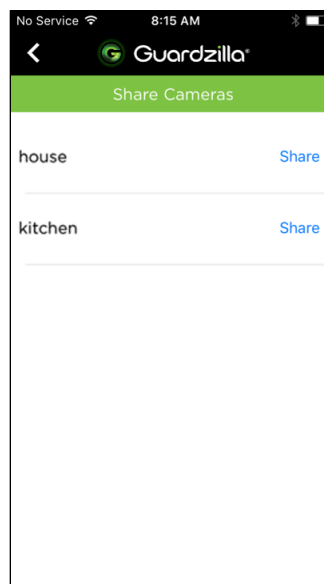 No Service 8:15 AM
Guardzilla®
Share Cameras
house Share
kitchen Share